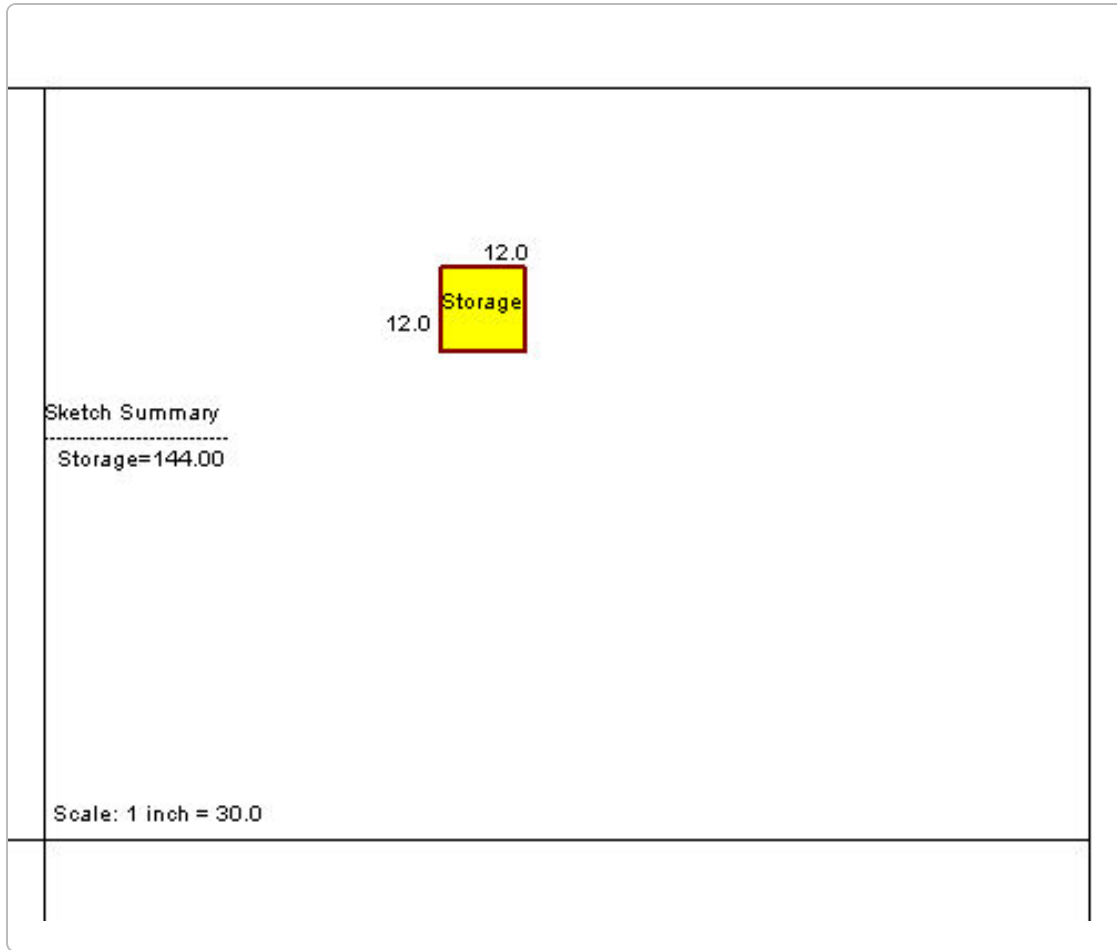 12.0
Storage
12.0
Sketch Summary
--------------------------
Storage=144.00
Scale: 1 inch = 30.0